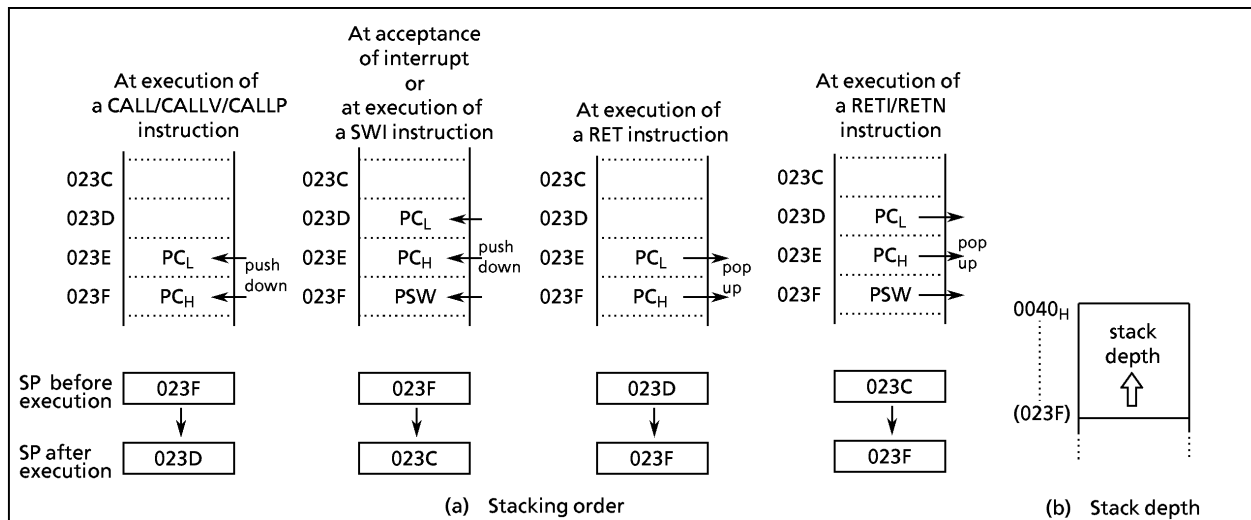 At execution of
a CALL/CALLV/CALLP
instruction
023C
023D
023E PCL
023F PCH
push
down
At acceptance
of interrupt
or
at execution of
a SWI instruction
023C
023D PCL
023E PCH
023F PSW
push
down
At execution of
a RET instruction
023C
023D
023E PCL
023F PCH
pop
up
At execution of
a RETI/RETN
instruction
023C
023D PCL
023E PCH
023F PSW
pop
up
SP before
execution
023F
023F
023D
023C
SP after
execution
023D
023C
023F
023F
(a) Stacking order
0040H
stack
depth
(023F)
(b) Stack depth